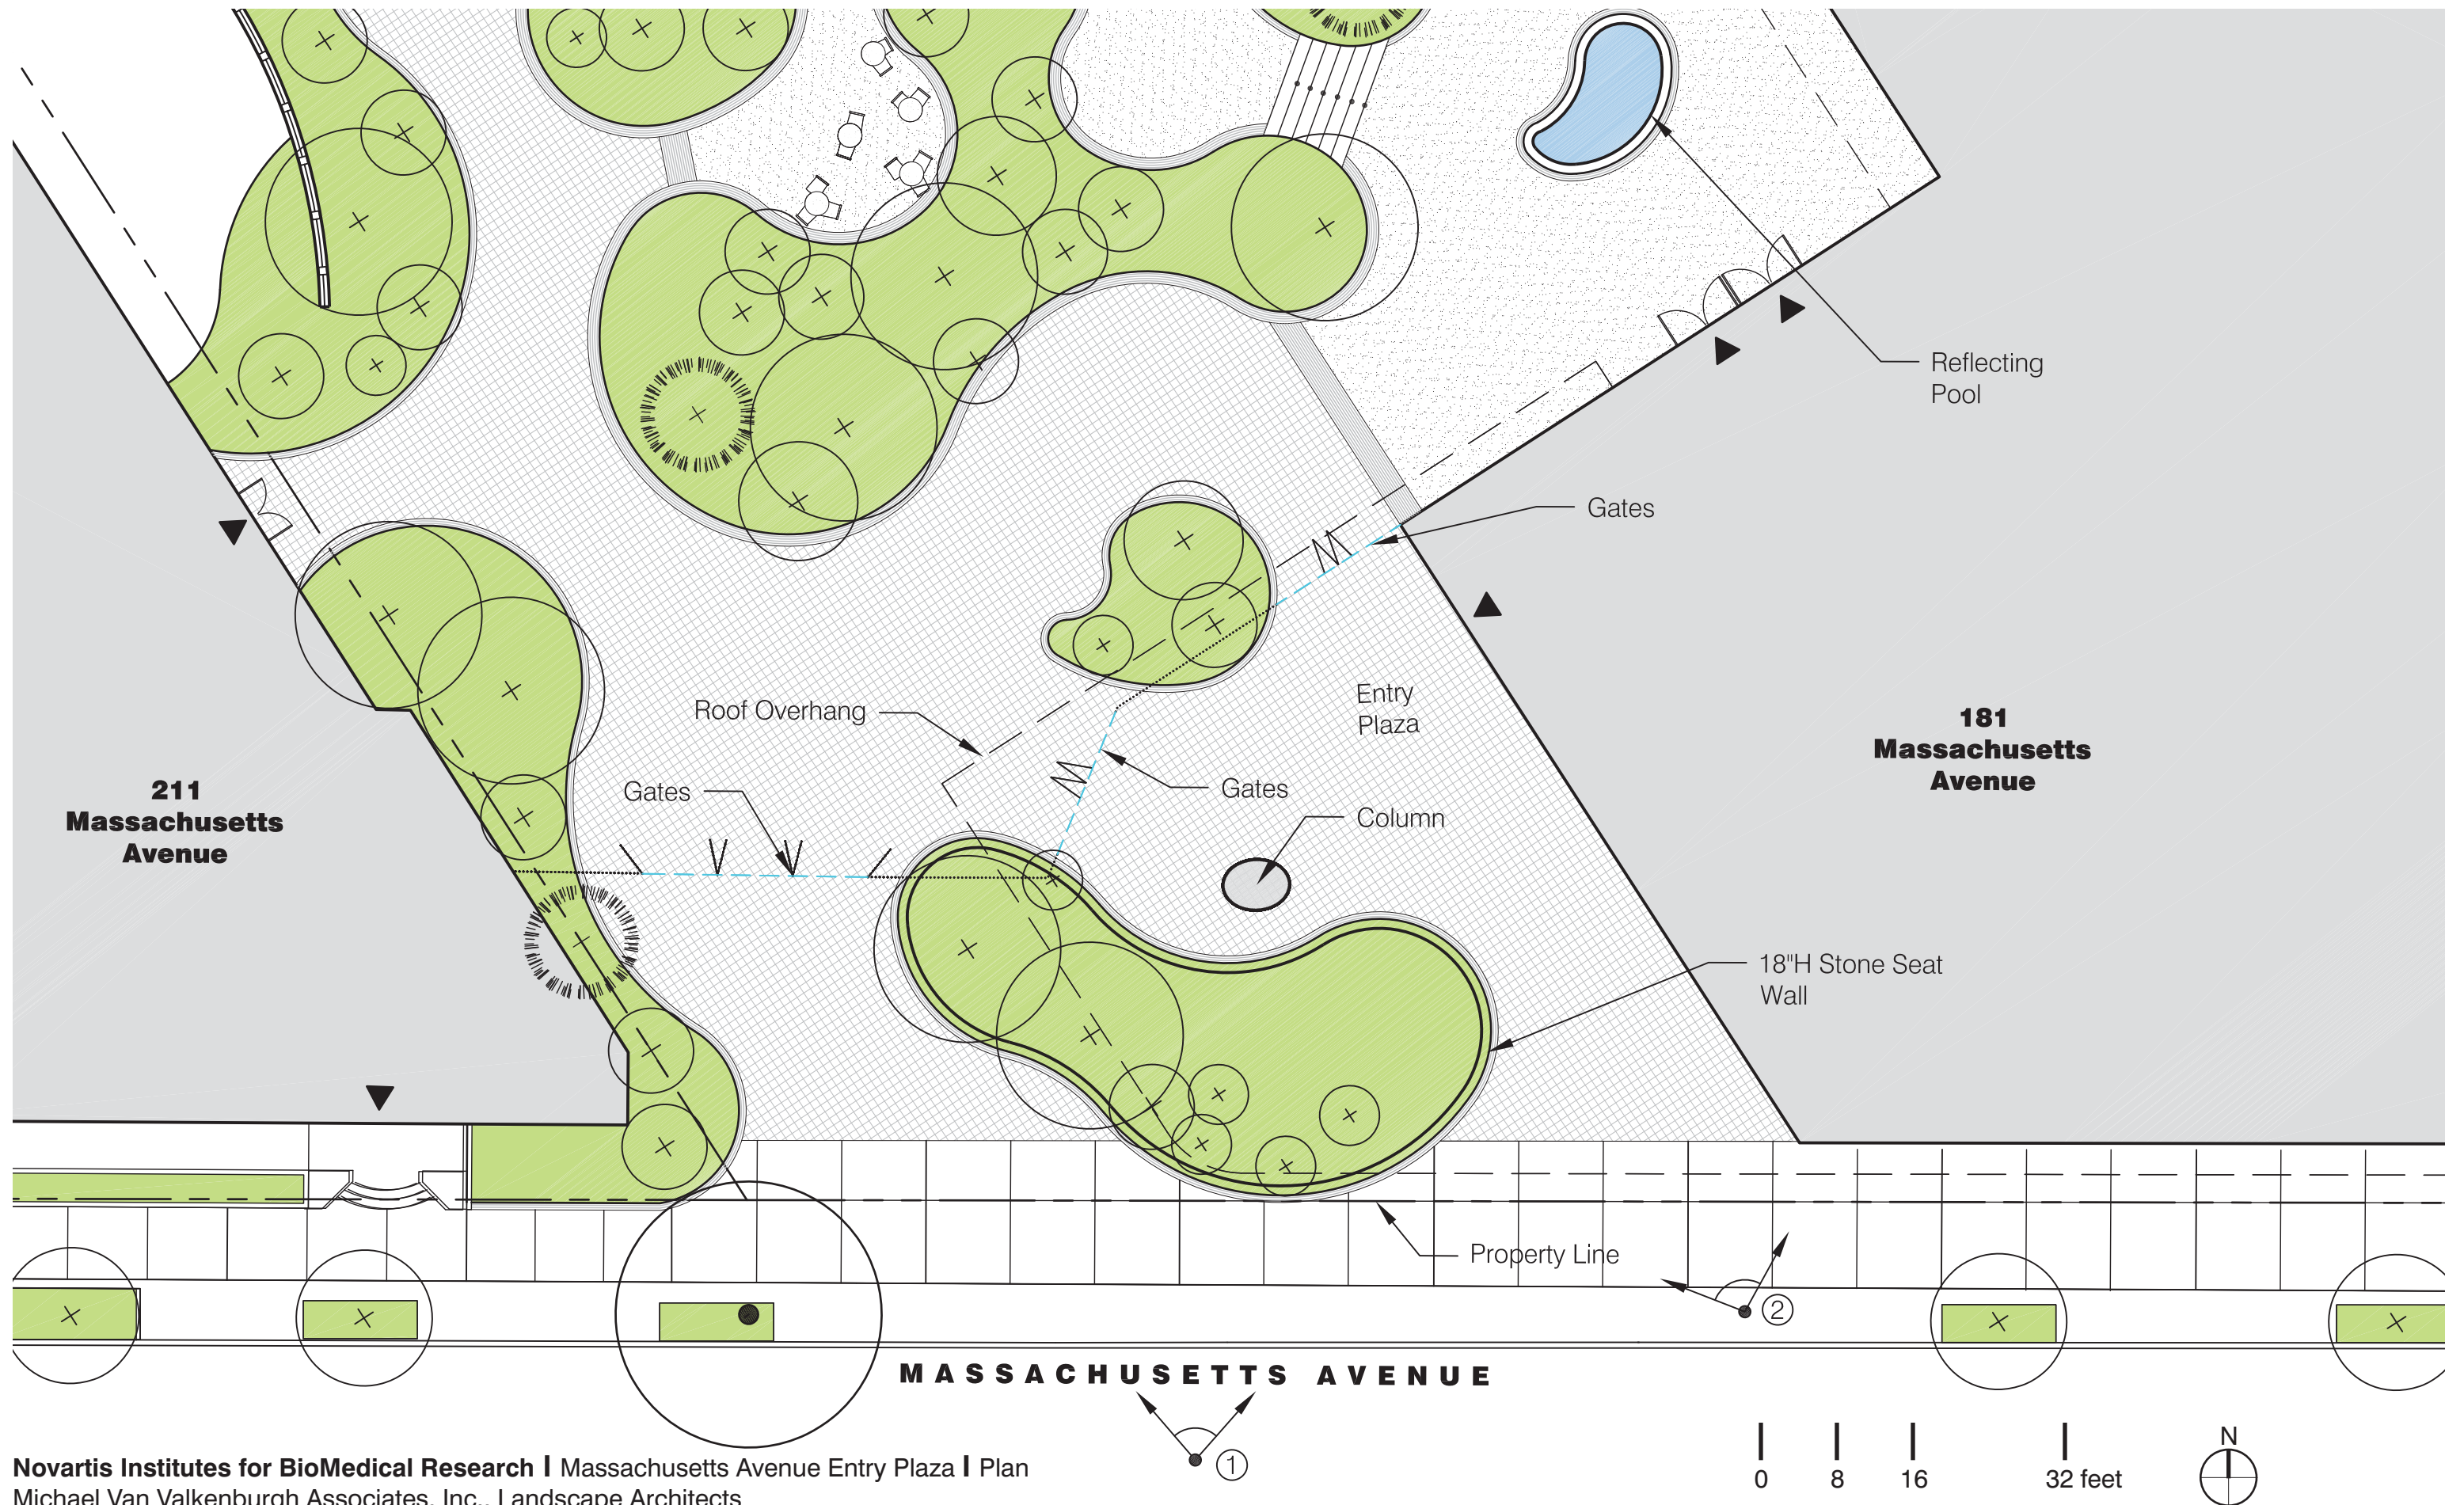 Reflecting
Pool
Gates
Entry
Plaza
Roof Overhang
181
Massachusetts
Avenue
Gates
Gates
211
Massachusetts
Avenue
Column
18"H Stone Seat
Wall
Property Line
2
MASSACHUSETTS AVENUE
1
N
0 8 16 32 feet
Novartis Institutes for BioMedical Research | Massachusetts Avenue Entry Plaza | Plan
Michael Van Valkenburgh Associates, Inc., Landscape Architects